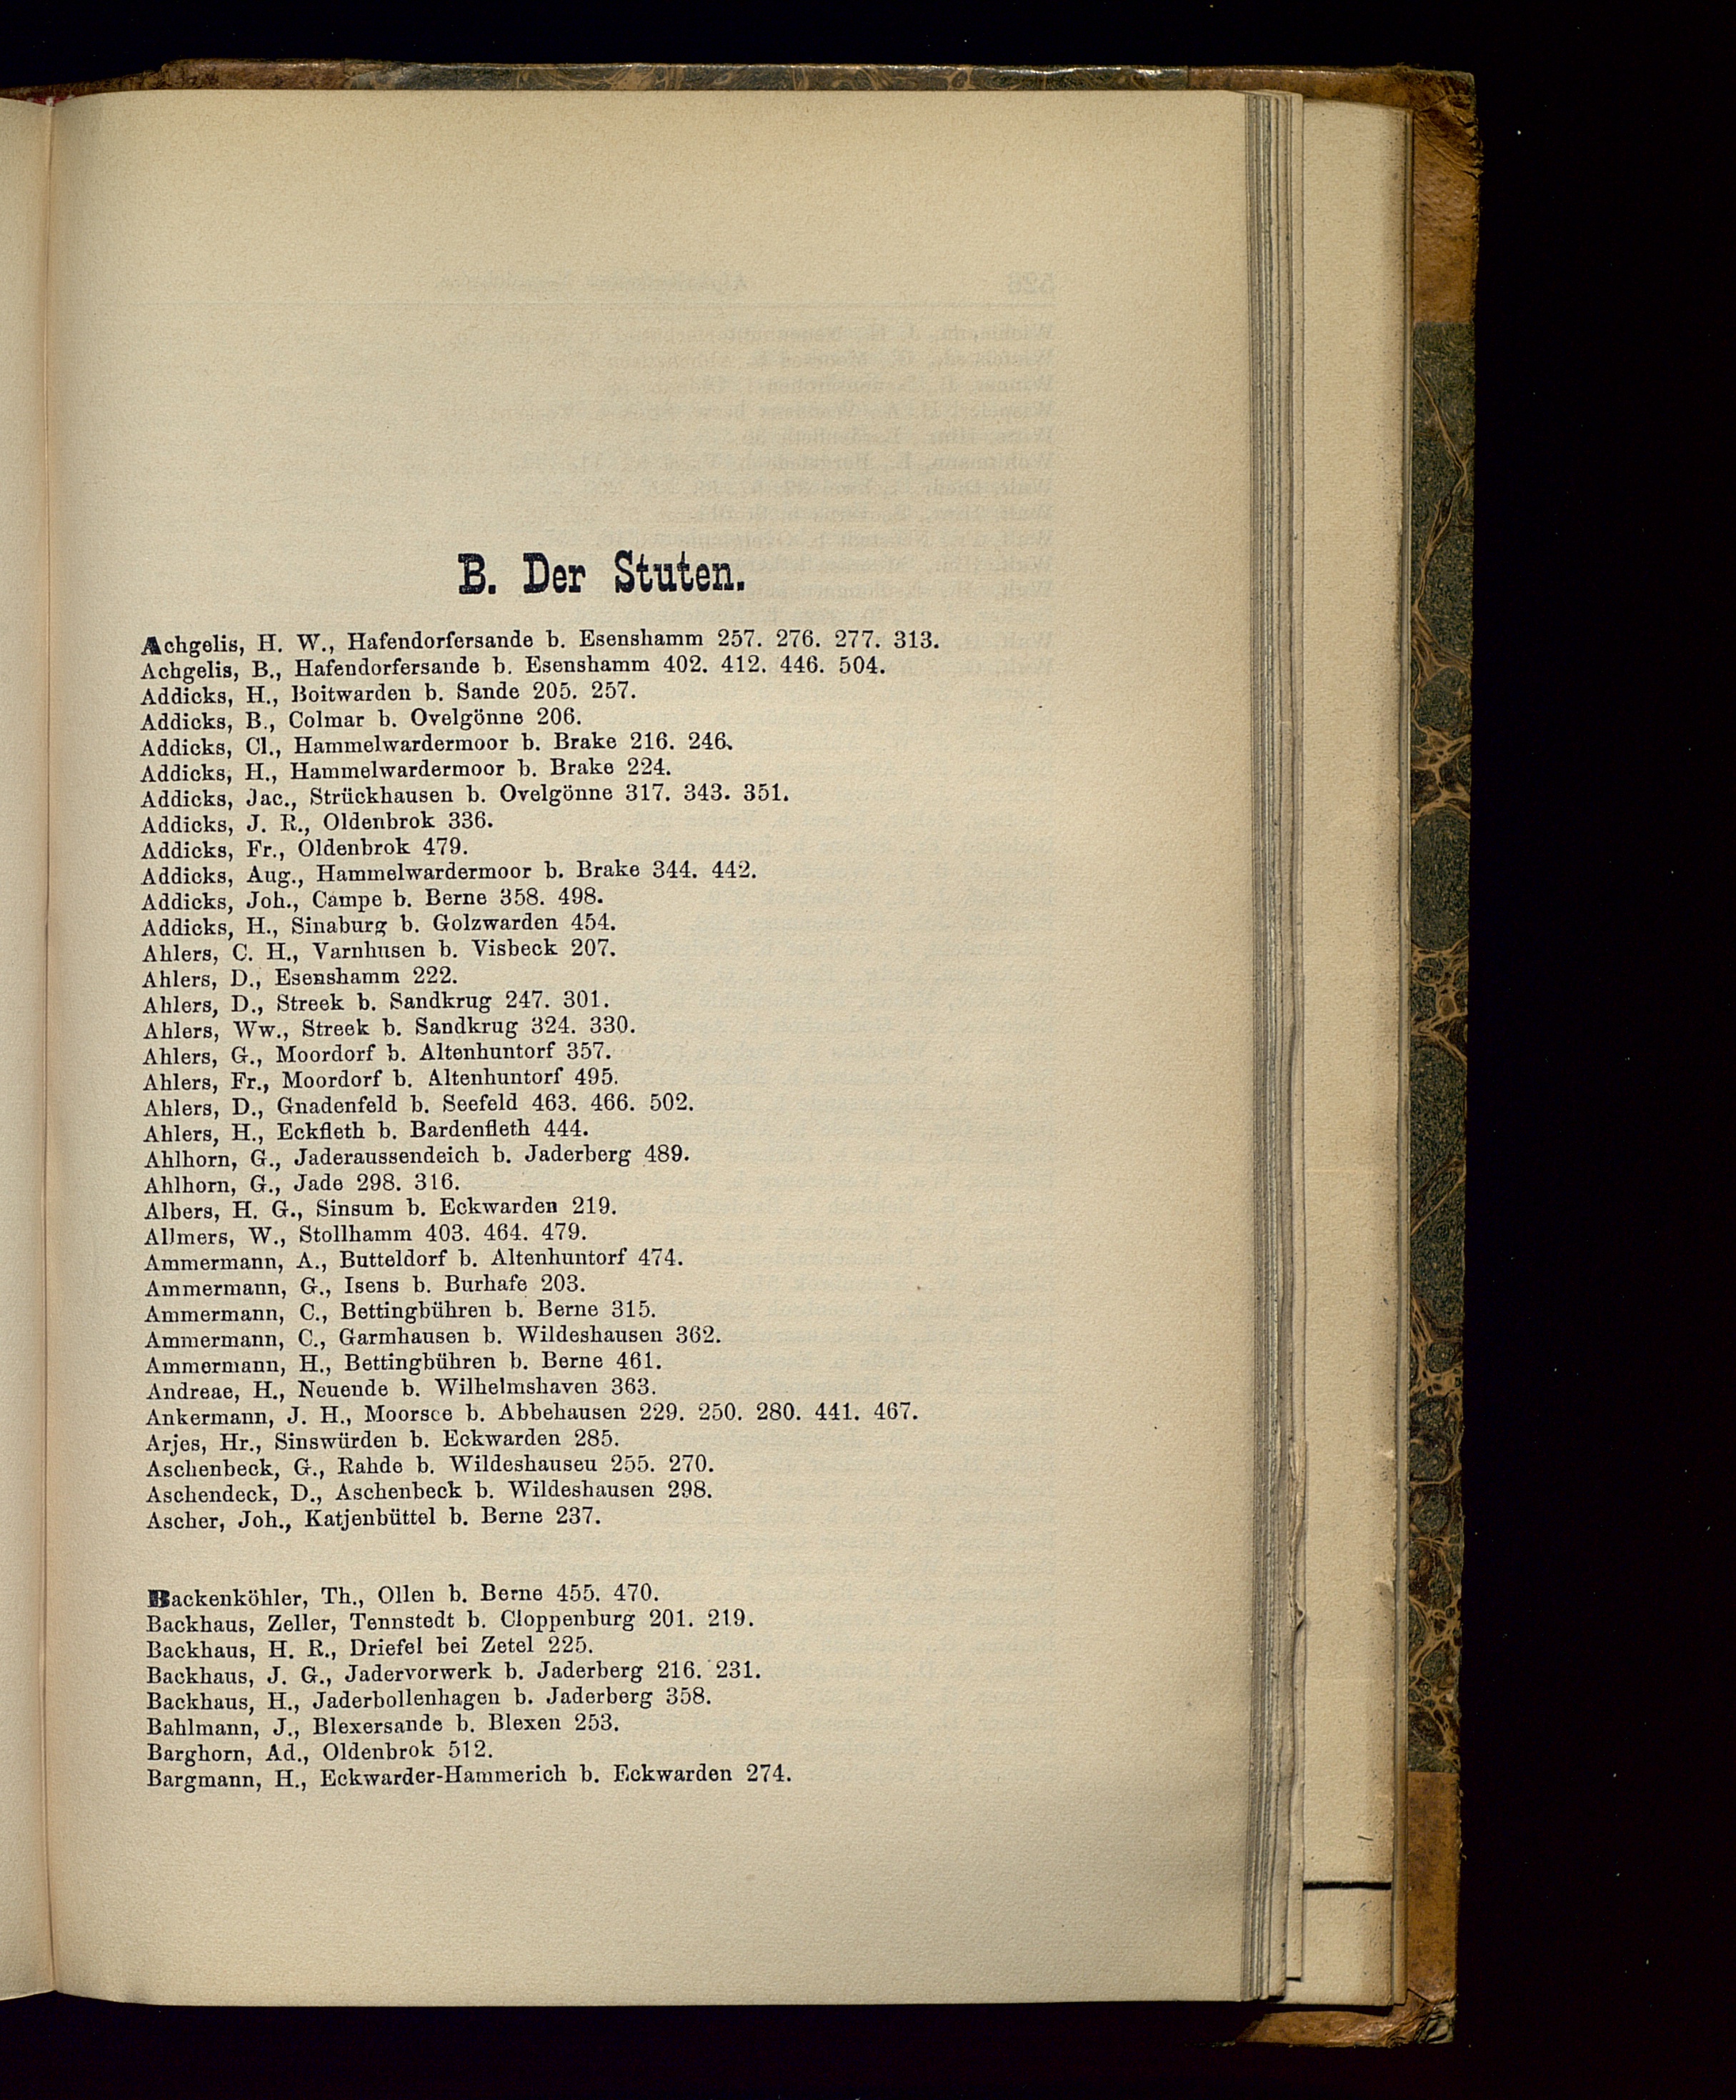 B. Der Stuten.
Achgelis, H. W., Hafendorfersande b. Esenshamm 257. 276. 277. 313.
Achgelis, B., Hafendorfersande b. Esenshamm 402. 412. 446. 504.
Addicks, H., Boitwarden b. Sande 205. 257.
Addicks, B., Colmar b. Ovelgönne 206.
Addicks, Cl., Hammelwardermoor b. Brake 216. 246.
Addicks, H., Hammelwardermoor b. Brake 224.
Addicks, Jac., Strückhausen b. Ovelgönne 317. 343. 351.
Addicks, J. R., Oldenbrok 336.
Addicks, Fr., Oldenbrok 479.
Addicks, Aug., Hammelwardermoor b. Brake 344. 442.
Addicks, Joh., Campe b. Berne 358. 498.
Addicks, H., Sinaburg b. Golzwarden 454.
Ahlers, C. H., Varnhusen b. Visbeck 207.
Ahlers, D., Esenshamm 222.
Ahlers, D., Streek b. Sandkrug 247. 301.
Ahlers, Ww., Streek b. Sandkrug 324. 330.
Ahlers, G., Moordorf b. Altenhuntorf 357.
Ahlers, Fr., Moordorf b. Altenhuntorf 495.
Ahlers, D., Gnadenfeld b. Seefeld 463. 466. 502.
Ahlers, H., Eckfleth b. Bardenfleth 444.
Ahlhorn, G., Jaderaussendeich b. Jaderberg 489.
Ahlhorn, G., Jade 298. 316.
Albers, H. G., Sinsum b. Eckwarden 219.
Allmers, W., Stollhamm 403. 464. 479.
Ammermann, A., Butteldorf b. Altenhuntorf 474.
Ammermann, G., Isens b. Burhafe 203.
Ammermann, C., Bettingbühren b. Berne 315.
Ammermann, C., Garmhausen b. Wildeshausen 362.
Ammermann, H., Bettingbühren b. Berne 461.
Andreae, H., Neuende b. Wilhelmshaven 363.
Ankermann, J. H., Moorsee b. Abbehausen 229. 250. 280. 441. 467.
Arjes, Hr., Sinswürden b. Eckwarden 285.
Aschenbeck, G., Rahde b. Wildeshauseu 255. 270.
Aschendeck, D., Aschenbeck b. Wildeshausen 298.
Ascher, Joh., Katjenbüttel b. Berne 237.
Backenköhler, Th., Ollen b. Berne 455. 470.
Backhaus, Zeller, Tennstedt b. Cloppenburg 201. 219.
Backhaus, H. R., Driefel bei Zetel 225.
Backhaus, J. G., Jadervorwerk b. Jaderberg 216. 231.
Backhaus, H., Jaderbollenhagen b. Jaderberg 358.
Bahlmann, J., Blexersande b. Blexen 253.
Barghorn, Ad., Oldenbrok 512.
Bargmann, H., Eckwarder-Hammerich b. Eckwarden 274.